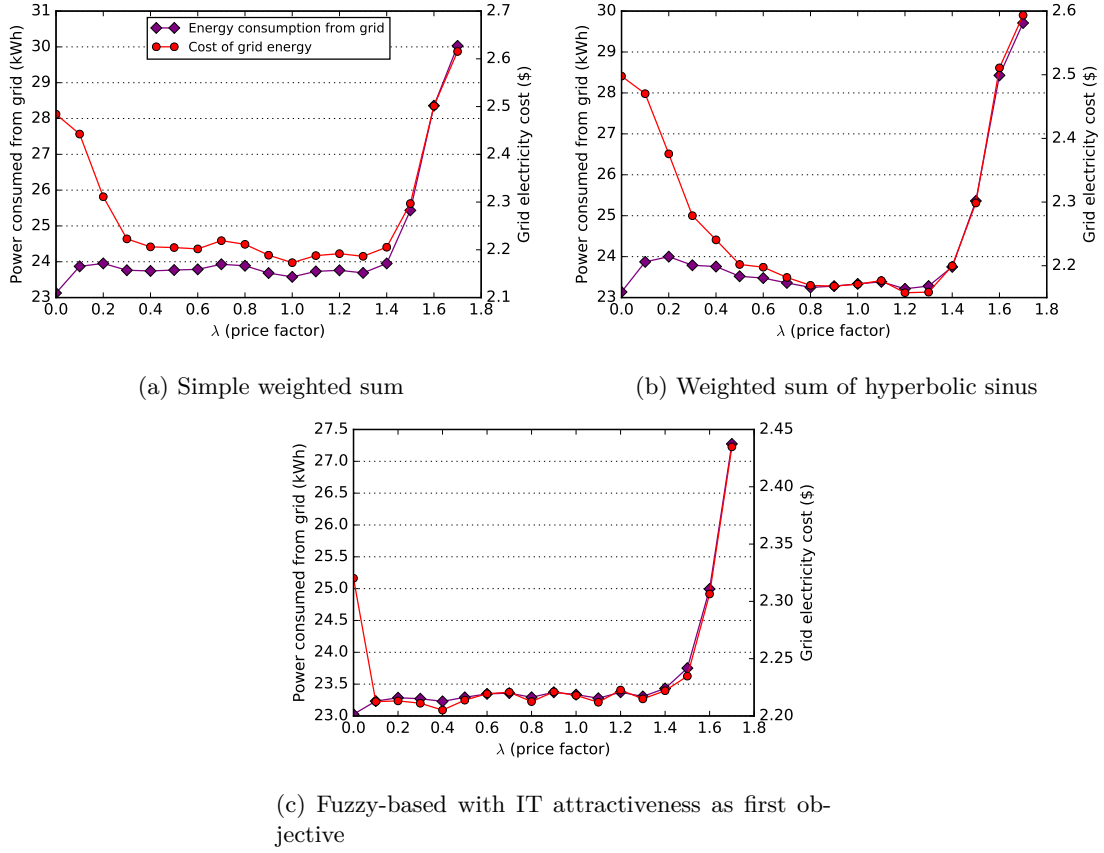 Energy consumption from grid
Cost of grid energy
Power consumed from grid (kWh)
31
30
29
28
27
26
25
24
23
2.7
2.6
2.5
2.4
2.3
2.2
2.1
Grid electricity cost ($)
0.0 0.2 0.4 0.6 0.8 1.0 1.2 1.4 1.6 1.8
λ (price factor)
(a) Simple weighted sum
Power consumed from grid (kWh)
30
29
28
27
26
25
24
23
2.6
2.5
2.4
2.3
2.2
Grid electricity cost ($)
0.0 0.2 0.4 0.6 0.8 1.0 1.2 1.4 1.6 1.8
λ (price factor)
(b) Weighted sum of hyperbolic sinus
Power consumed from grid (kWh)
27.5
27.0
26.5
26.0
25.5
25.0
24.5
24.0
23.5
23.0
2.45
2.40
2.35
2.30
2.25
2.20
Grid electricity cost ($)
0.0 0.2 0.4 0.6 0.8 1.0 1.2 1.4 1.6 1.8
λ (price factor)
(c) Fuzzy-based with IT attractiveness as first ob-
jective